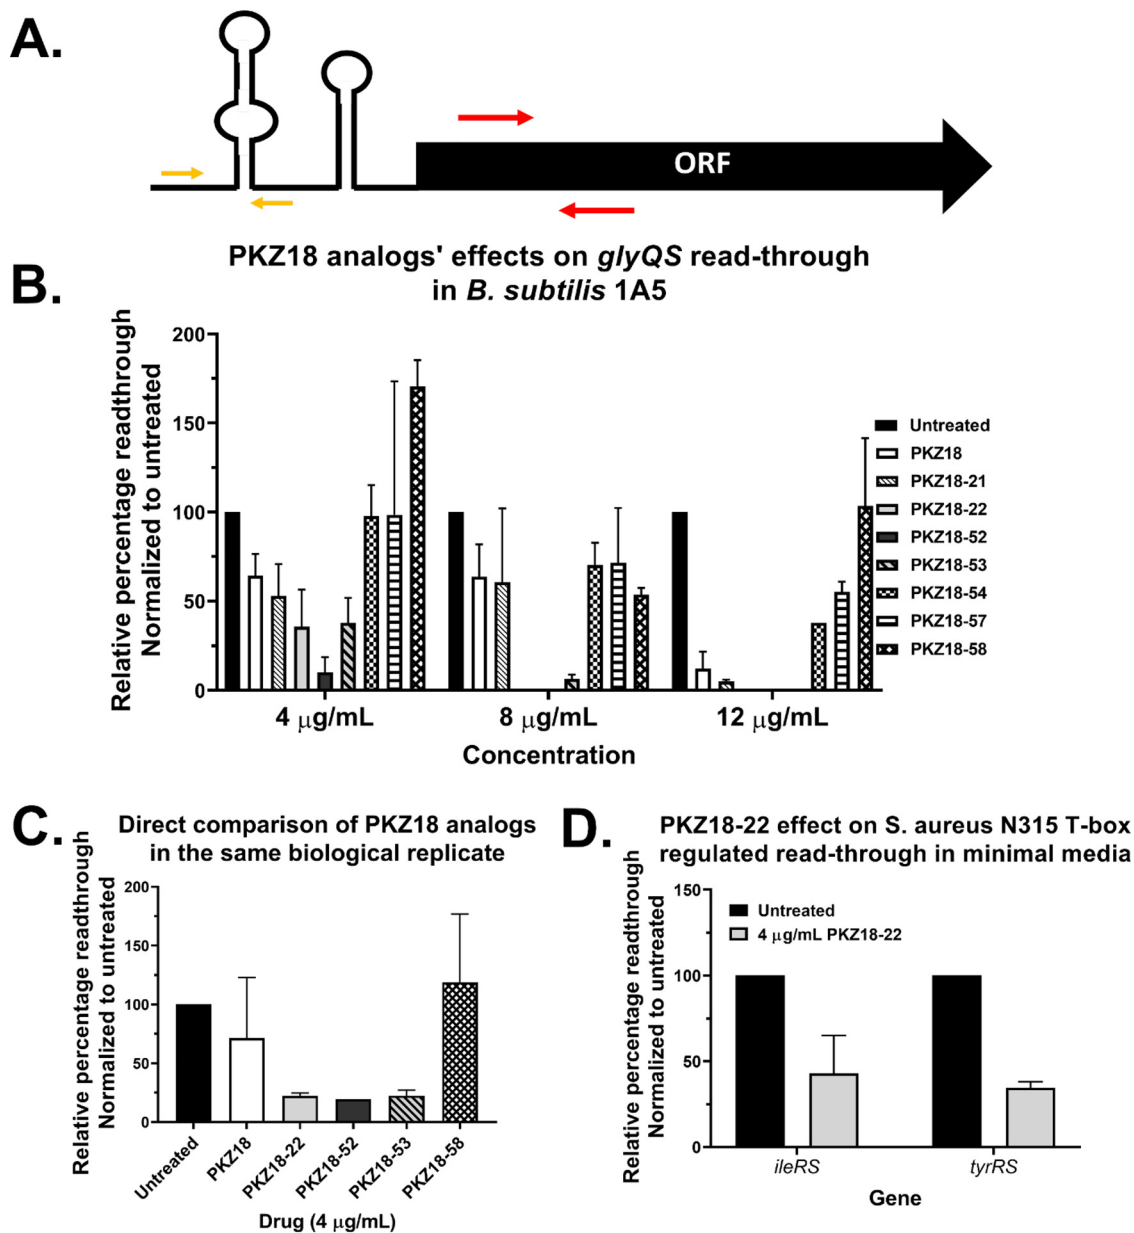 A.
ORF
B.
PKZ18 analogs' effects on glyQS read-through
in B. subtilis 1A5
Relative percentage readthrough
Normalized to untreated
200
150
100
50
0
4 μg/mL
8 μg/mL
12 μg/mL
Concentration
Untreated
PKZ18
PKZ18-21
PKZ18-22
PKZ18-52
PKZ18-53
PKZ18-54
PKZ18-57
PKZ18-58
C.
Direct comparison of PKZ18 analogs
in the same biological replicate
Relative percentage readthrough
Normalized to untreated
200
150
100
50
0
Untreated
PKZ18
PKZ18-22
PKZ18-52
PKZ18-53
PKZ18-58
Drug (4 μg/mL)
D.
PKZ18-22 effect on S. aureus N315 T-box
regulated read-through in minimal media
Relative percentage readthrough
Normalized to untreated
150
100
50
0
Untreated
4 μg/mL PKZ18-22
ileRS
tyrRS
Gene